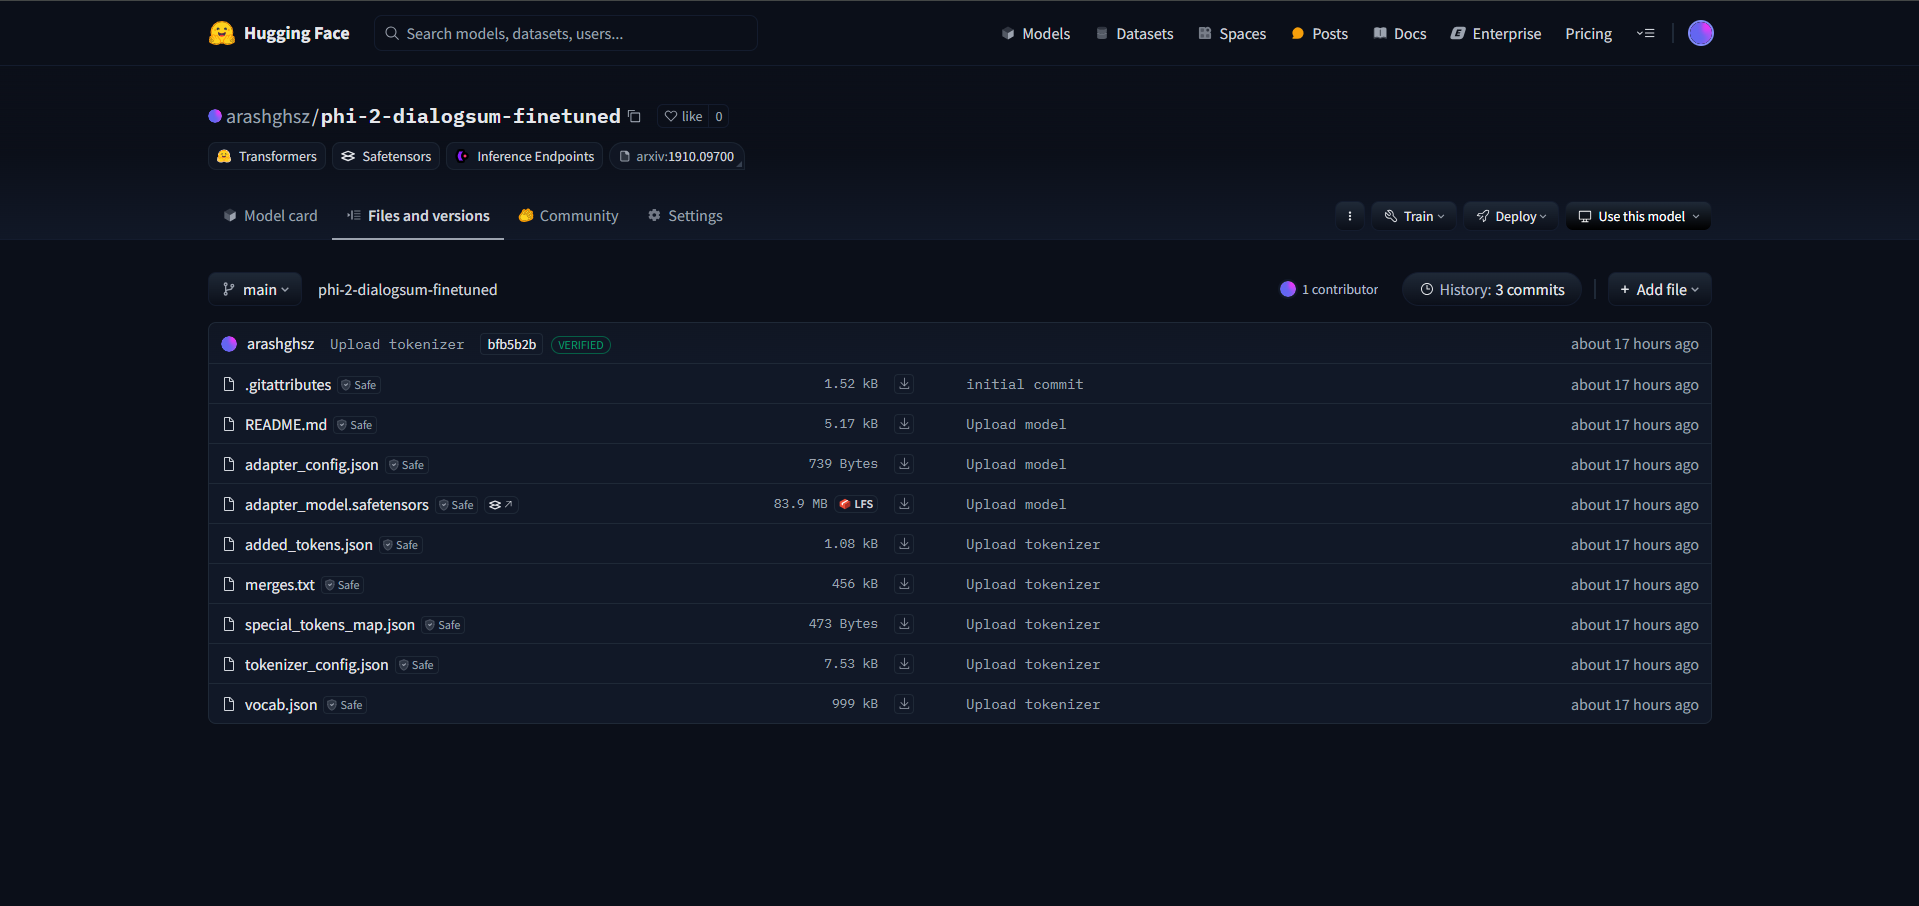 Hugging Face Search models, datasets, users... Models Datasets Spaces Posts Docs Enterprise Pricing
arashghsz/phi-2-dialogsum-finetuned like 0
Transformers Safetensors Inference Endpoints arxiv:1910.09700
Model card Files and versions Community Settings Train Deploy Use this model
main phi-2-dialogsum-finetuned 1 contributor History: 3 commits + Add file
arashghsz Upload tokenizer bfb5b2b VERIFIED about 17 hours ago
.gitattributes Safe 1.52 kB initial commit about 17 hours ago
README.md Safe 5.17 kB Upload model about 17 hours ago
adapter_config.json Safe 739 Bytes Upload model about 17 hours ago
adapter_model.safetensors Safe 83.9 MB LFS Upload model about 17 hours ago
added_tokens.json Safe 1.08 kB Upload tokenizer about 17 hours ago
merges.txt Safe 456 kB Upload tokenizer about 17 hours ago
special_tokens_map.json Safe 473 Bytes Upload tokenizer about 17 hours ago
tokenizer_config.json Safe 7.53 kB Upload tokenizer about 17 hours ago
vocab.json Safe 999 kB Upload tokenizer about 17 hours ago